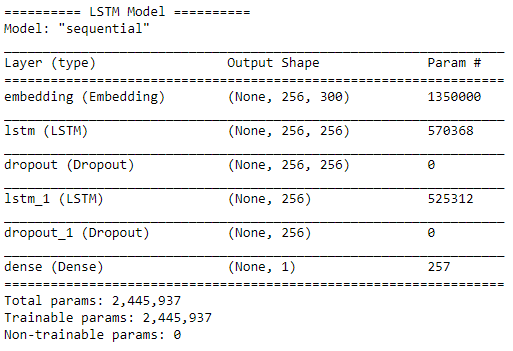 ========== LSTM Model ==========
Model: "sequential"
_________________________________________________________________
Layer (type)                 Output Shape              Param #
=================================================================
embedding (Embedding)        (None, 256, 300)          1350000
_________________________________________________________________
lstm (LSTM)                  (None, 256, 256)          570368
_________________________________________________________________
dropout (Dropout)            (None, 256, 256)          0
_________________________________________________________________
lstm_1 (LSTM)                (None, 256)               525312
_________________________________________________________________
dropout_1 (Dropout)          (None, 256)               0
_________________________________________________________________
dense (Dense)                (None, 1)                 257
=================================================================
Total params: 2,445,937
Trainable params: 2,445,937
Non-trainable params: 0